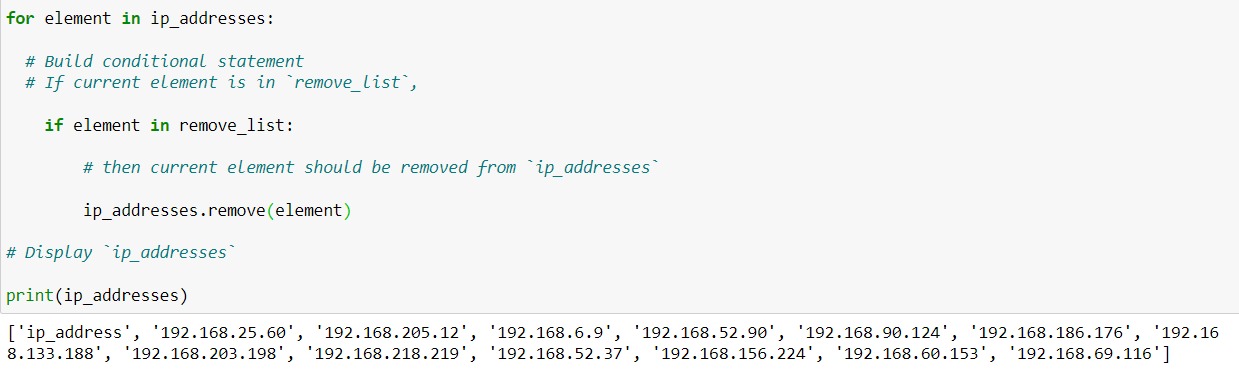 for element in ip_addresses:
# Build conditional statement
# If current element is in `remove_list`,
if element in remove_list:
# then current element should be removed from `ip_addresses`
ip_addresses.remove(element)
# Display `ip_addresses`
print(ip_addresses)
['ip_address', '192.168.25.60', '192.168.205.12', '192.168.6.9', '192.168.52.90', '192.168.90.124', '192.168.186.176', '192.16
8.133.188', '192.168.203.198', '192.168.218.219', '192.168.52.37', '192.168.156.224', '192.168.60.153', '192.168.69.116']